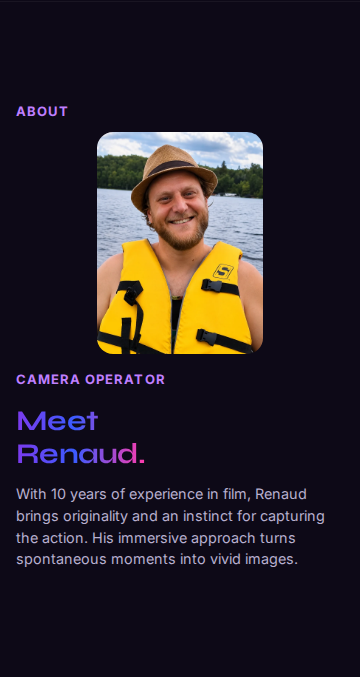 ABOUT
CAMERA OPERATOR
Meet
Renaud.
With 10 years of experience in film, Renaud
brings originality and an instinct for capturing
the action. His immersive approach turns
spontaneous moments into vivid images.